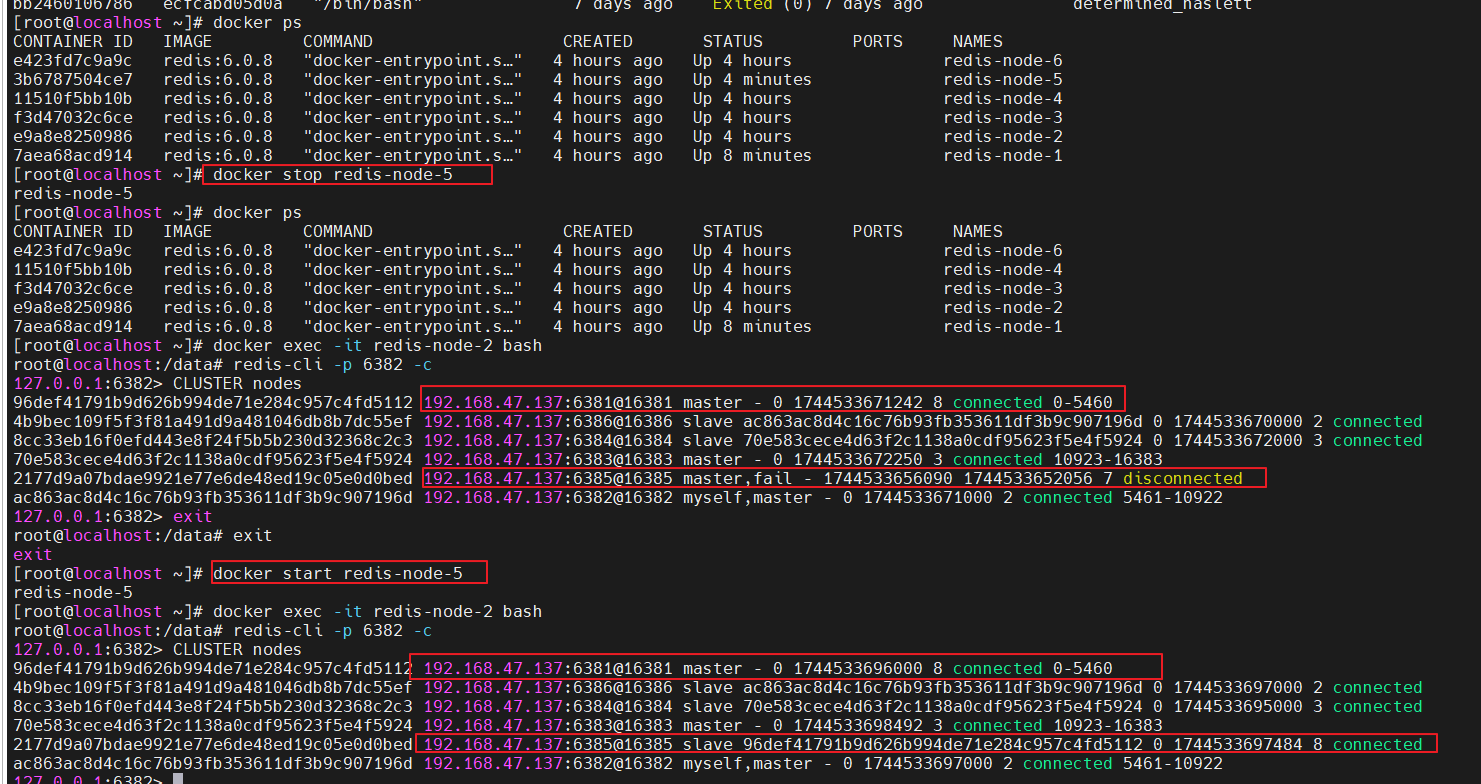 bb2460106786   ecfcabd05d0a   "/bin/bash"               7 days ago    Exited (0) 7 days ago               determined_haslett
[root@localhost ~]# docker ps
CONTAINER ID   IMAGE         COMMAND                   CREATED       STATUS         PORTS     NAMES
e423fd7c9a9c   redis:6.0.8   "docker-entrypoint.s…"   4 hours ago   Up 4 hours               redis-node-6
3b6787504ce7   redis:6.0.8   "docker-entrypoint.s…"   4 hours ago   Up 4 minutes             redis-node-5
11510f5bb10b   redis:6.0.8   "docker-entrypoint.s…"   4 hours ago   Up 4 hours               redis-node-4
f3d47032c6ce   redis:6.0.8   "docker-entrypoint.s…"   4 hours ago   Up 4 hours               redis-node-3
e9a8e8250986   redis:6.0.8   "docker-entrypoint.s…"   4 hours ago   Up 4 hours               redis-node-2
7aea68acd914   redis:6.0.8   "docker-entrypoint.s…"   4 hours ago   Up 8 minutes             redis-node-1
[root@localhost ~]# docker stop redis-node-5
redis-node-5
[root@localhost ~]# docker ps
CONTAINER ID   IMAGE         COMMAND                   CREATED       STATUS         PORTS     NAMES
e423fd7c9a9c   redis:6.0.8   "docker-entrypoint.s…"   4 hours ago   Up 4 hours               redis-node-6
11510f5bb10b   redis:6.0.8   "docker-entrypoint.s…"   4 hours ago   Up 4 hours               redis-node-4
f3d47032c6ce   redis:6.0.8   "docker-entrypoint.s…"   4 hours ago   Up 4 hours               redis-node-3
e9a8e8250986   redis:6.0.8   "docker-entrypoint.s…"   4 hours ago   Up 4 hours               redis-node-2
7aea68acd914   redis:6.0.8   "docker-entrypoint.s…"   4 hours ago   Up 8 minutes             redis-node-1
[root@localhost ~]# docker exec -it redis-node-2 bash
root@localhost:/data# redis-cli -p 6382 -c
127.0.0.1:6382> CLUSTER nodes
96def41791b9d626b994de71e284c957c4fd5112 192.168.47.137:6381@16381 master - 0 1744533671242 8 connected 0-5460
4b9bec109f5f3f81a491d9a481046db8b7dc55ef 192.168.47.137:6386@16386 slave ac863ac8d4c16c76b93fb353611df3b9c907196d 0 1744533670000 2 connected
8cc33eb16f0efd443e8f24f5b5b230d32368c2c3 192.168.47.137:6384@16384 slave 70e583cece4d63f2c1138a0cdf95623f5e4f5924 0 1744533672000 3 connected
70e583cece4d63f2c1138a0cdf95623f5e4f5924 192.168.47.137:6383@16383 master - 0 1744533672250 3 connected 10923-16383
2177d9a07bdae9921e77e6de48ed19c05e0d0bed 192.168.47.137:6385@16385 master,fail - 1744533656090 1744533652056 7 disconnected
ac863ac8d4c16c76b93fb353611df3b9c907196d 192.168.47.137:6382@16382 myself,master - 0 1744533671000 2 connected 5461-10922
127.0.0.1:6382> exit
root@localhost:/data# exit
exit
[root@localhost ~]# docker start redis-node-5
redis-node-5
[root@localhost ~]# docker exec -it redis-node-2 bash
root@localhost:/data# redis-cli -p 6382 -c
127.0.0.1:6382> CLUSTER nodes
96def41791b9d626b994de71e284c957c4fd5112 192.168.47.137:6381@16381 master - 0 1744533696000 8 connected 0-5460
4b9bec109f5f3f81a491d9a481046db8b7dc55ef 192.168.47.137:6386@16386 slave ac863ac8d4c16c76b93fb353611df3b9c907196d 0 1744533697000 2 connected
8cc33eb16f0efd443e8f24f5b5b230d32368c2c3 192.168.47.137:6384@16384 slave 70e583cece4d63f2c1138a0cdf95623f5e4f5924 0 1744533695000 3 connected
70e583cece4d63f2c1138a0cdf95623f5e4f5924 192.168.47.137:6383@16383 master - 0 1744533698492 3 connected 10923-16383
2177d9a07bdae9921e77e6de48ed19c05e0d0bed 192.168.47.137:6385@16385 slave 96def41791b9d626b994de71e284c957c4fd5112 0 1744533697484 8 connected
ac863ac8d4c16c76b93fb353611df3b9c907196d 192.168.47.137:6382@16382 myself,master - 0 1744533697000 2 connected 5461-10922
127.0.0.1:6382>